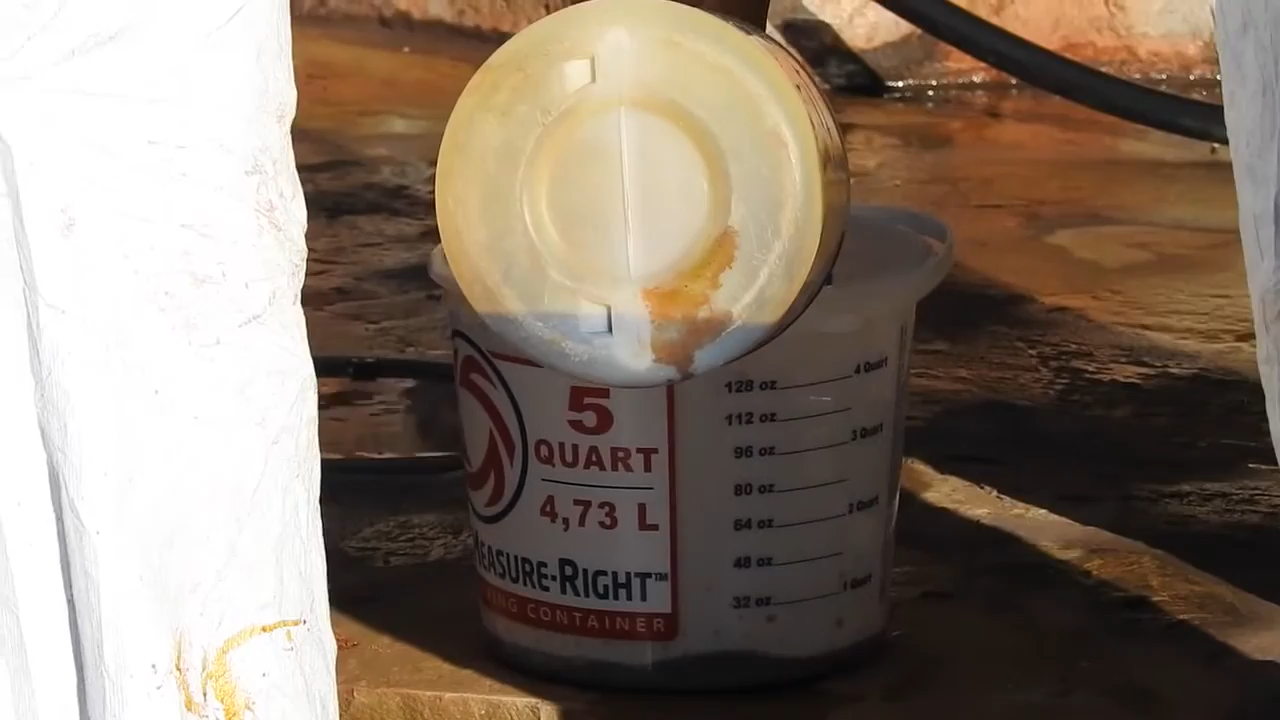 5
QUART
4,73 L
MEASURE-RIGHT™
CONTAINER
128 oz 4 Quart
112 oz
96 oz 3 Quart
80 oz
64 oz 2 Quart
48 oz
32 oz 1 Quart